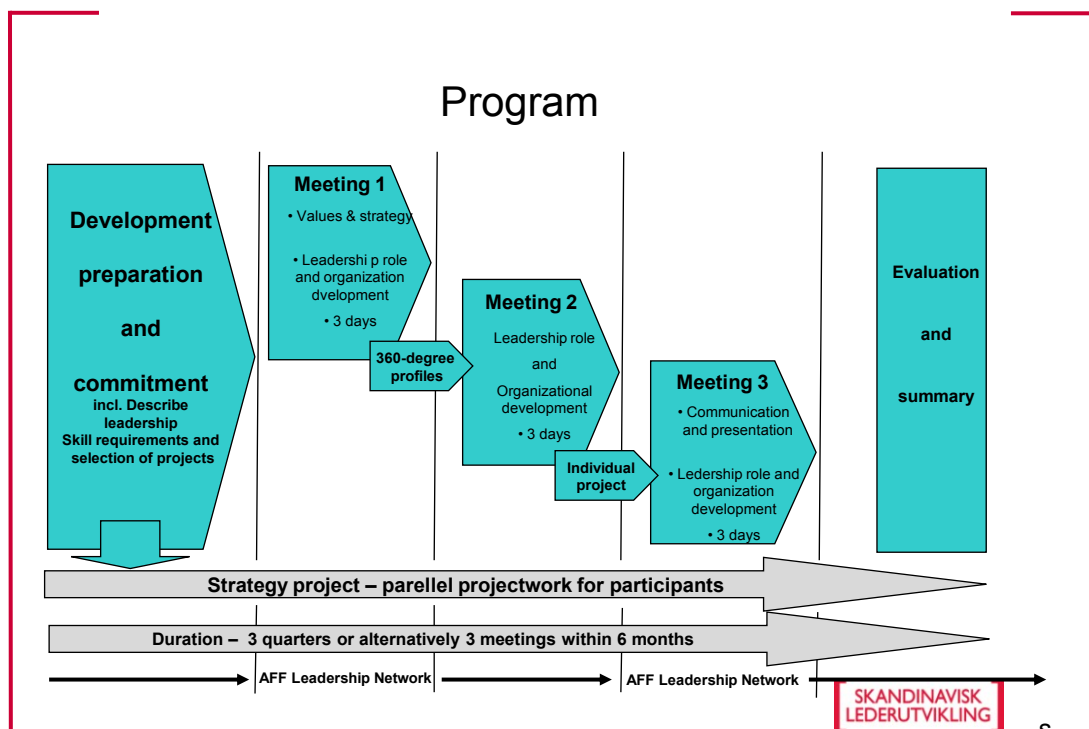 Program
Development
preparation
and
commitment
incl. Describe
leadership
Skill requirements and
selection of projects
Meeting 1
• Values & strategy
• Leadershi p role
and organization
dvelopment
• 3 days
360-degree
profiles
Meeting 2
Leadership role
and
Organizational
development
• 3 days
Individual
project
Meeting 3
• Communication
and presentation
• Ledership role and
organization
development
• 3 days
Evaluation
and
summary
Strategy project – parellel projectwork for participants
Duration – 3 quarters or alternatively 3 meetings within 6 months
AFF Leadership Network
AFF Leadership Network
SKANDINAVISK
LEDERUTVIKLING